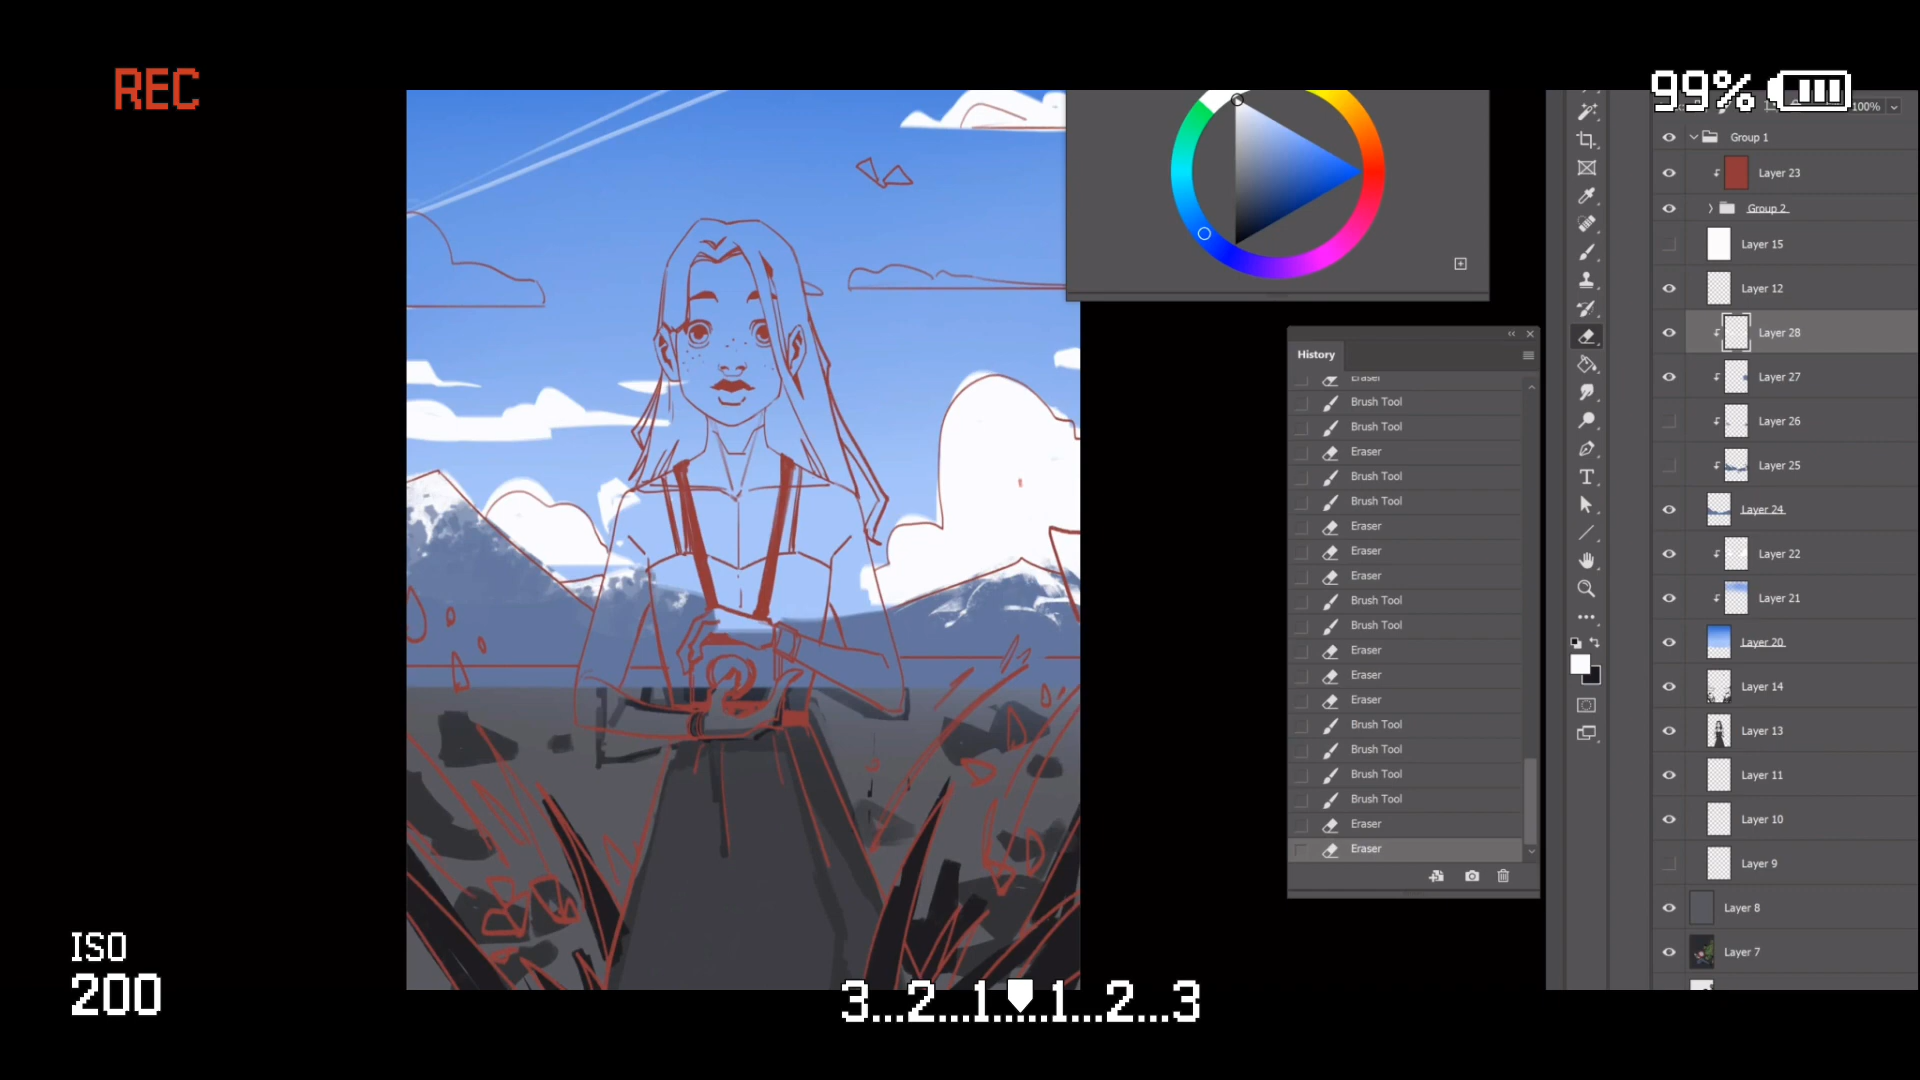 REC
99%
100%
Group 1
Layer 23
Group 2
Layer 15
Layer 12
Layer 28
Layer 27
Layer 26
Layer 25
Layer 24
Layer 22
Layer 21
Layer 20
Layer 14
Layer 13
Layer 11
Layer 10
Layer 9
Layer 8
Layer 7
History
Eraser
Brush Tool
Brush Tool
Eraser
Brush Tool
Brush Tool
Eraser
Eraser
Eraser
Brush Tool
Brush Tool
Eraser
Eraser
Eraser
Brush Tool
Brush Tool
Brush Tool
Brush Tool
Eraser
Eraser
ISO
200
3...2...1...1...2...3